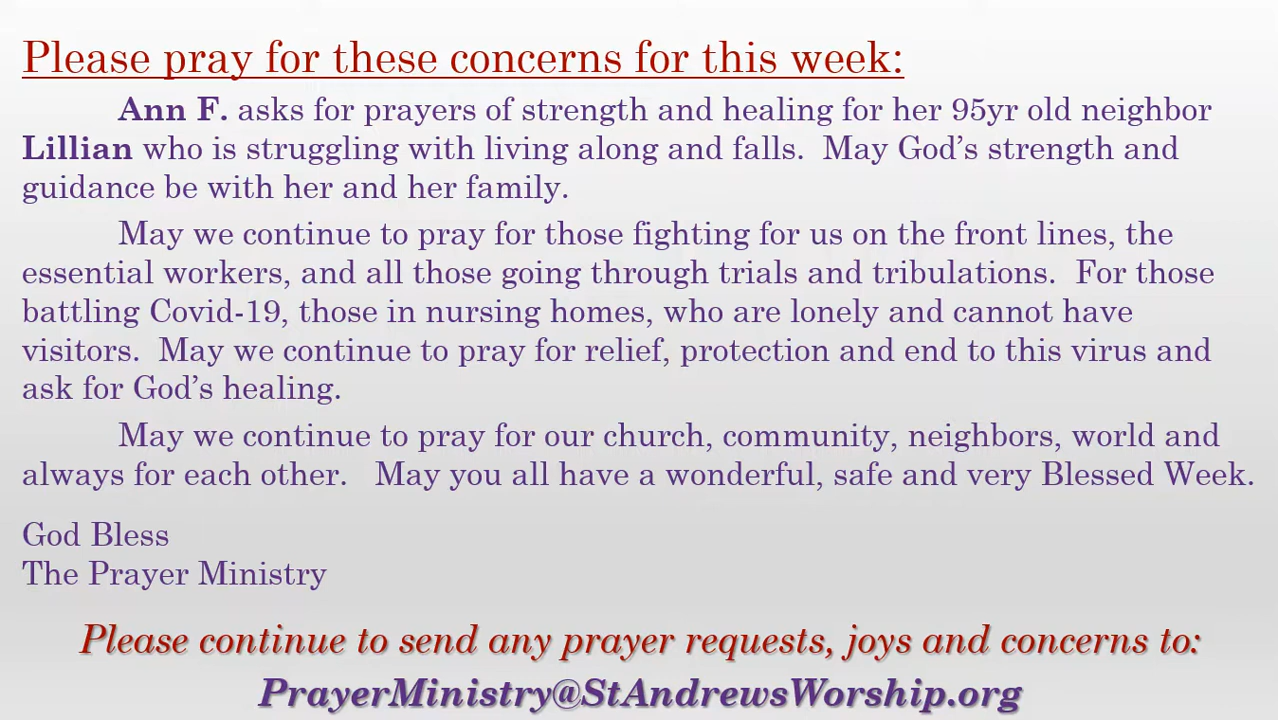 Please pray for these concerns for this week:
Ann F. asks for prayers of strength and healing for her 95yr old neighbor
Lillian who is struggling with living along and falls.  May God's strength and
guidance be with her and her family.
May we continue to pray for those fighting for us on the front lines, the
essential workers, and all those going through trials and tribulations.  For those
battling Covid-19, those in nursing homes, who are lonely and cannot have
visitors.  May we continue to pray for relief, protection and end to this virus and
ask for God's healing.
May we continue to pray for our church, community, neighbors, world and
always for each other.   May you all have a wonderful, safe and very Blessed Week.
God Bless
The Prayer Ministry
Please continue to send any prayer requests, joys and concerns to:
PrayerMinistry@StAndrewsWorship.org